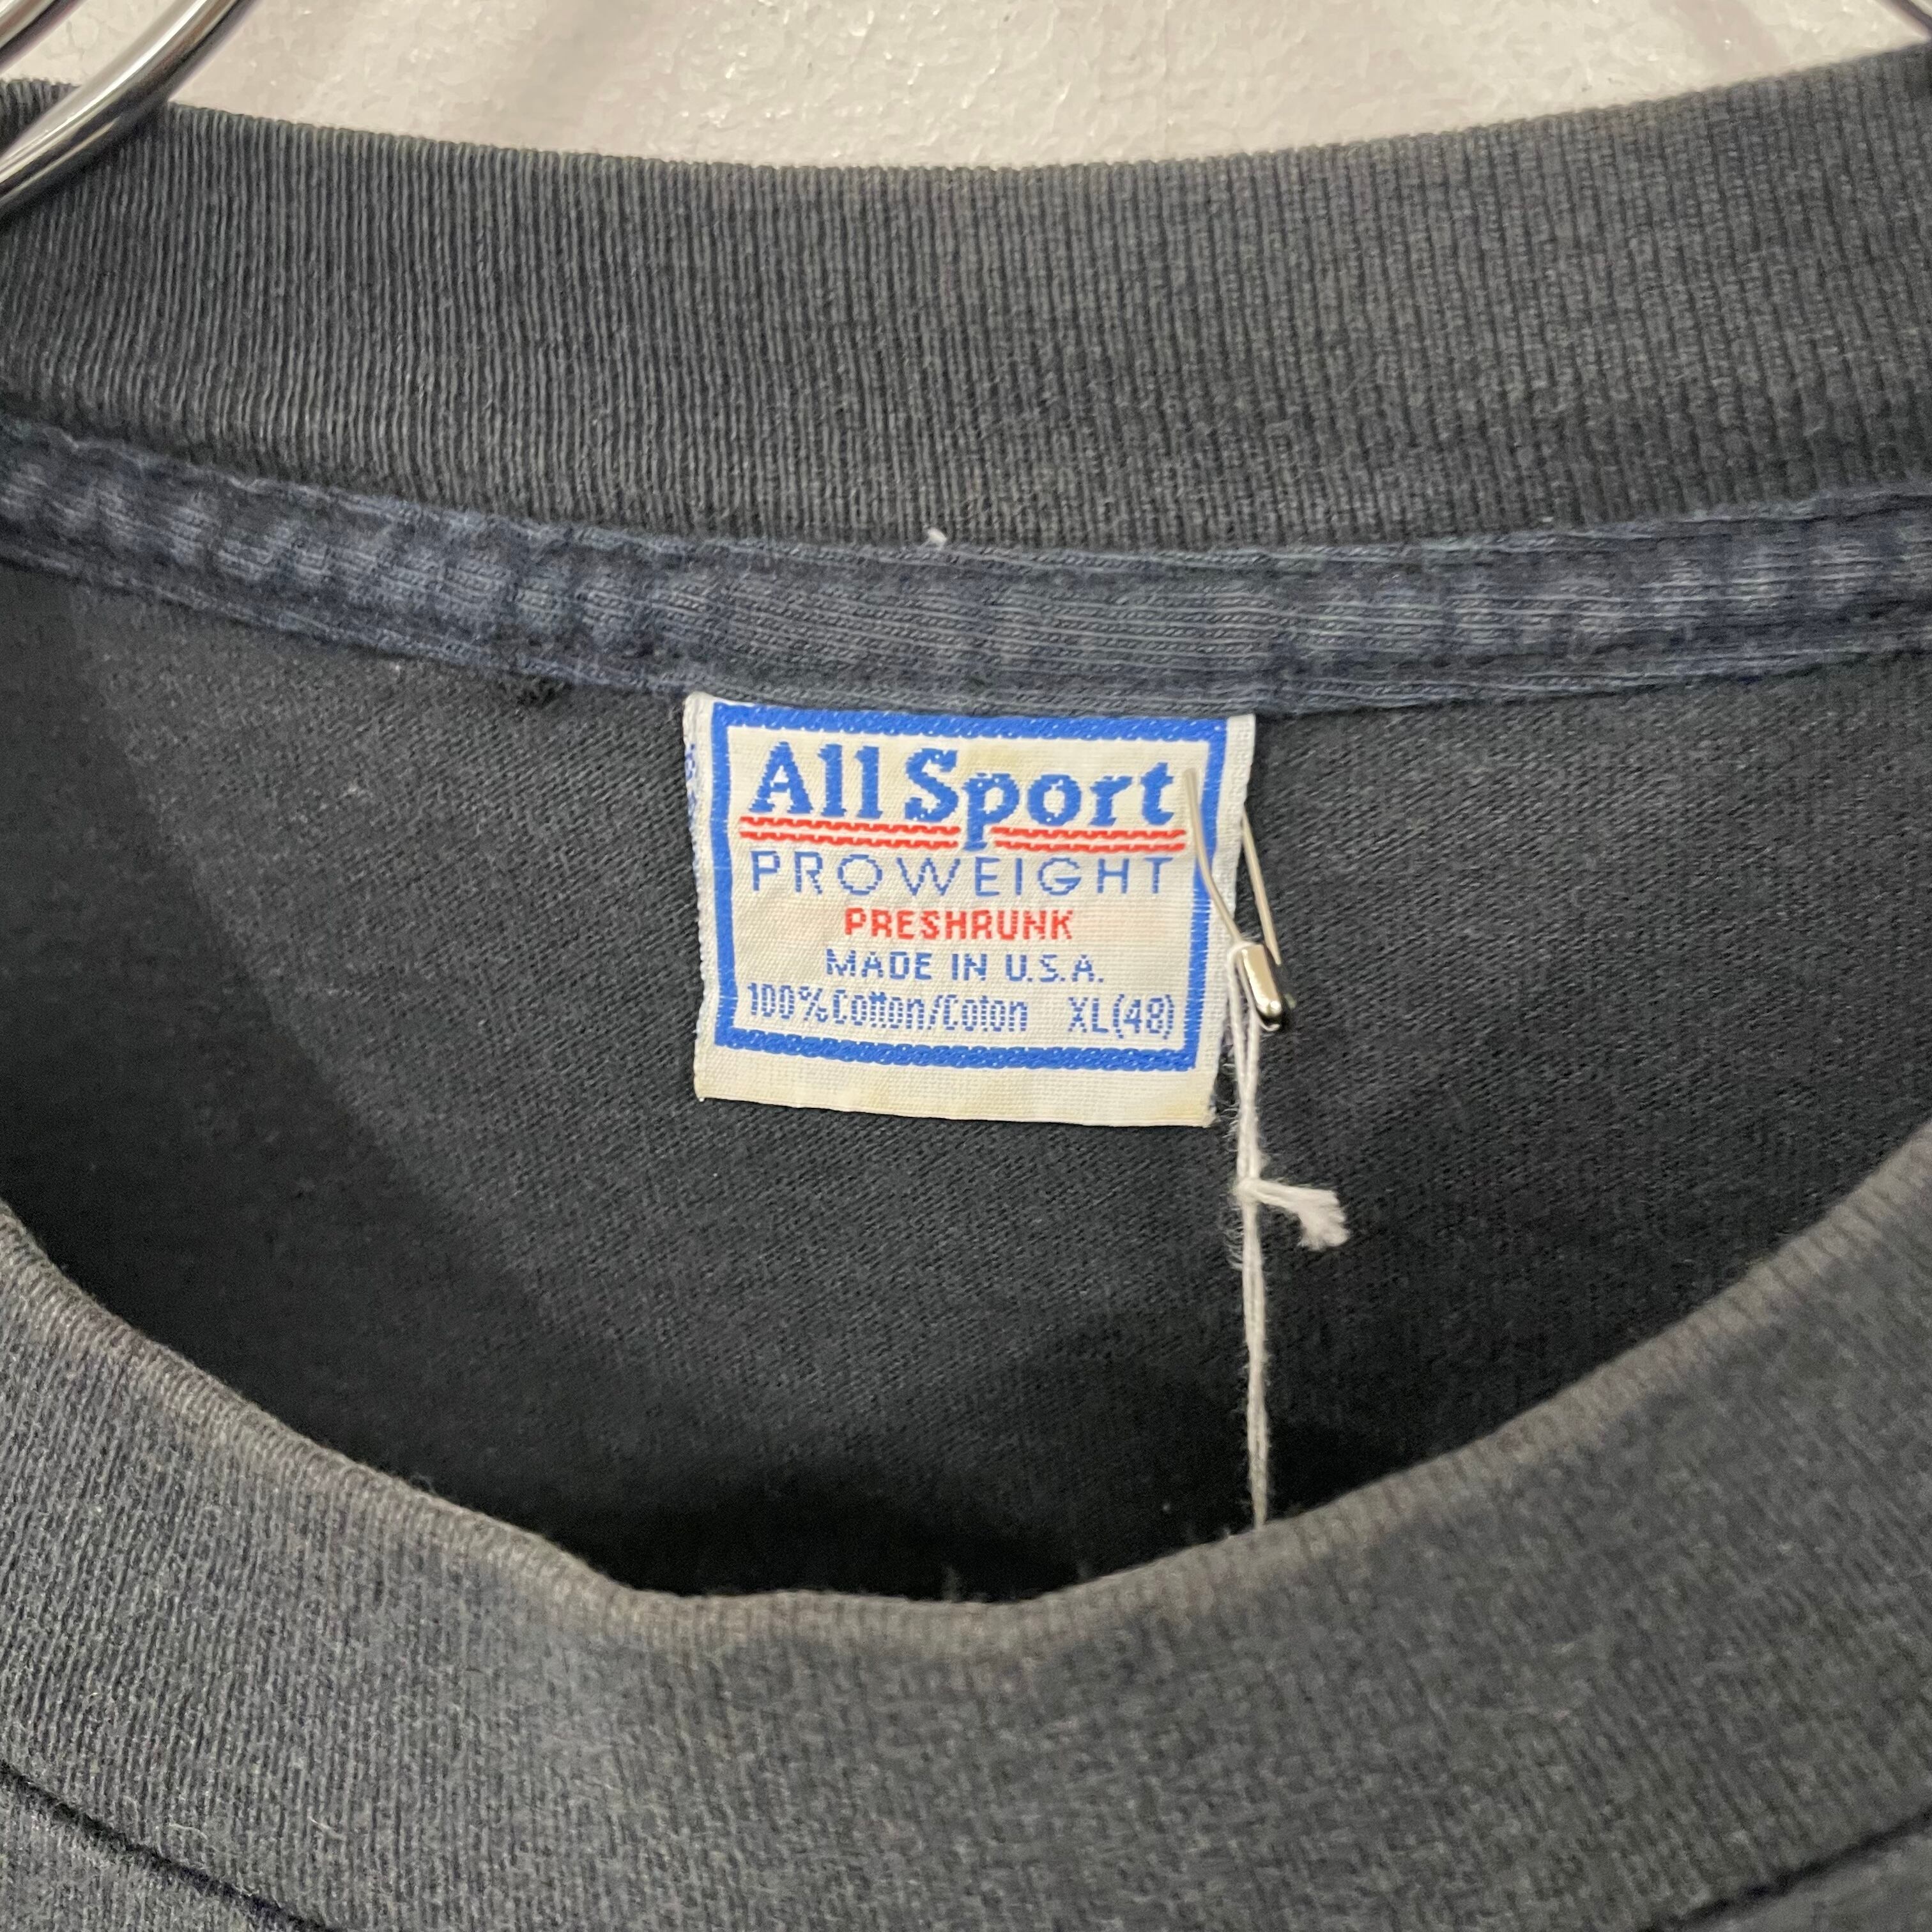 All Sport
PROWEIGHT
PRESHRUNK
MADE IN U.S.A.
100% Cotton/Coton XL(48)